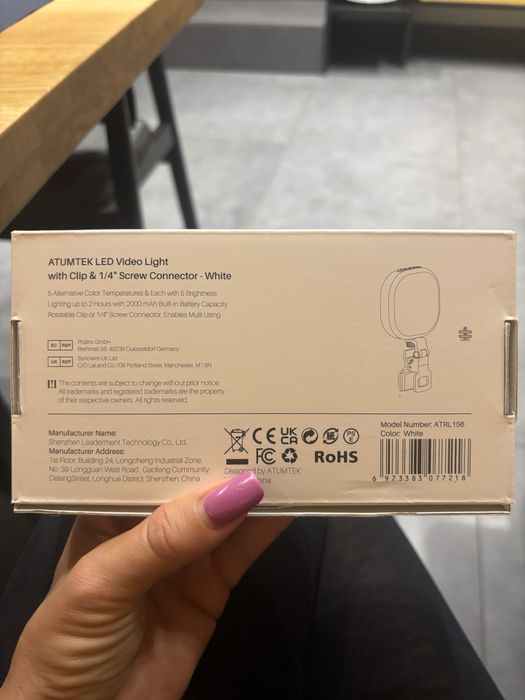 ATUMTEK LED Video Light
with Clip & 1/4" Screw Connector - White
5 Alternative Color Temperatures & Each with 5 Brightness
Lighting up to 2 Hours with 2000 mAh Built-in Battery Capacity
Rotatable Clip or 1/4" Screw Connector, Enables Multi Using
EC REP
Prolinx GmbH
Brehmstr. 56, 40239 Duesseldorf Germany
UK REP
Syncwire UK Ltd
C/O Lai and Co. 109 Portland Street, Manchester, M1 6N
The contents are subject to change without prior notice.
All trademarks and registered trademarks are the property
of their respective owners. All rights reserved.
Manufacturer Name:
Shenzhen Leaderment Technology Co., Ltd.
Manufacturer Address:
1st Floor, Building 24, Longcheng Industrial Zone,
No. 39 Longguan West Road, Gaofeng Community,
DalangStreet, Longhua District, Shenzhen, China
CE UK CA PS E
FC RoHS
Designed by ATUMTEK
China
Model Number: ATRL156
Color: White
6 973383 077218